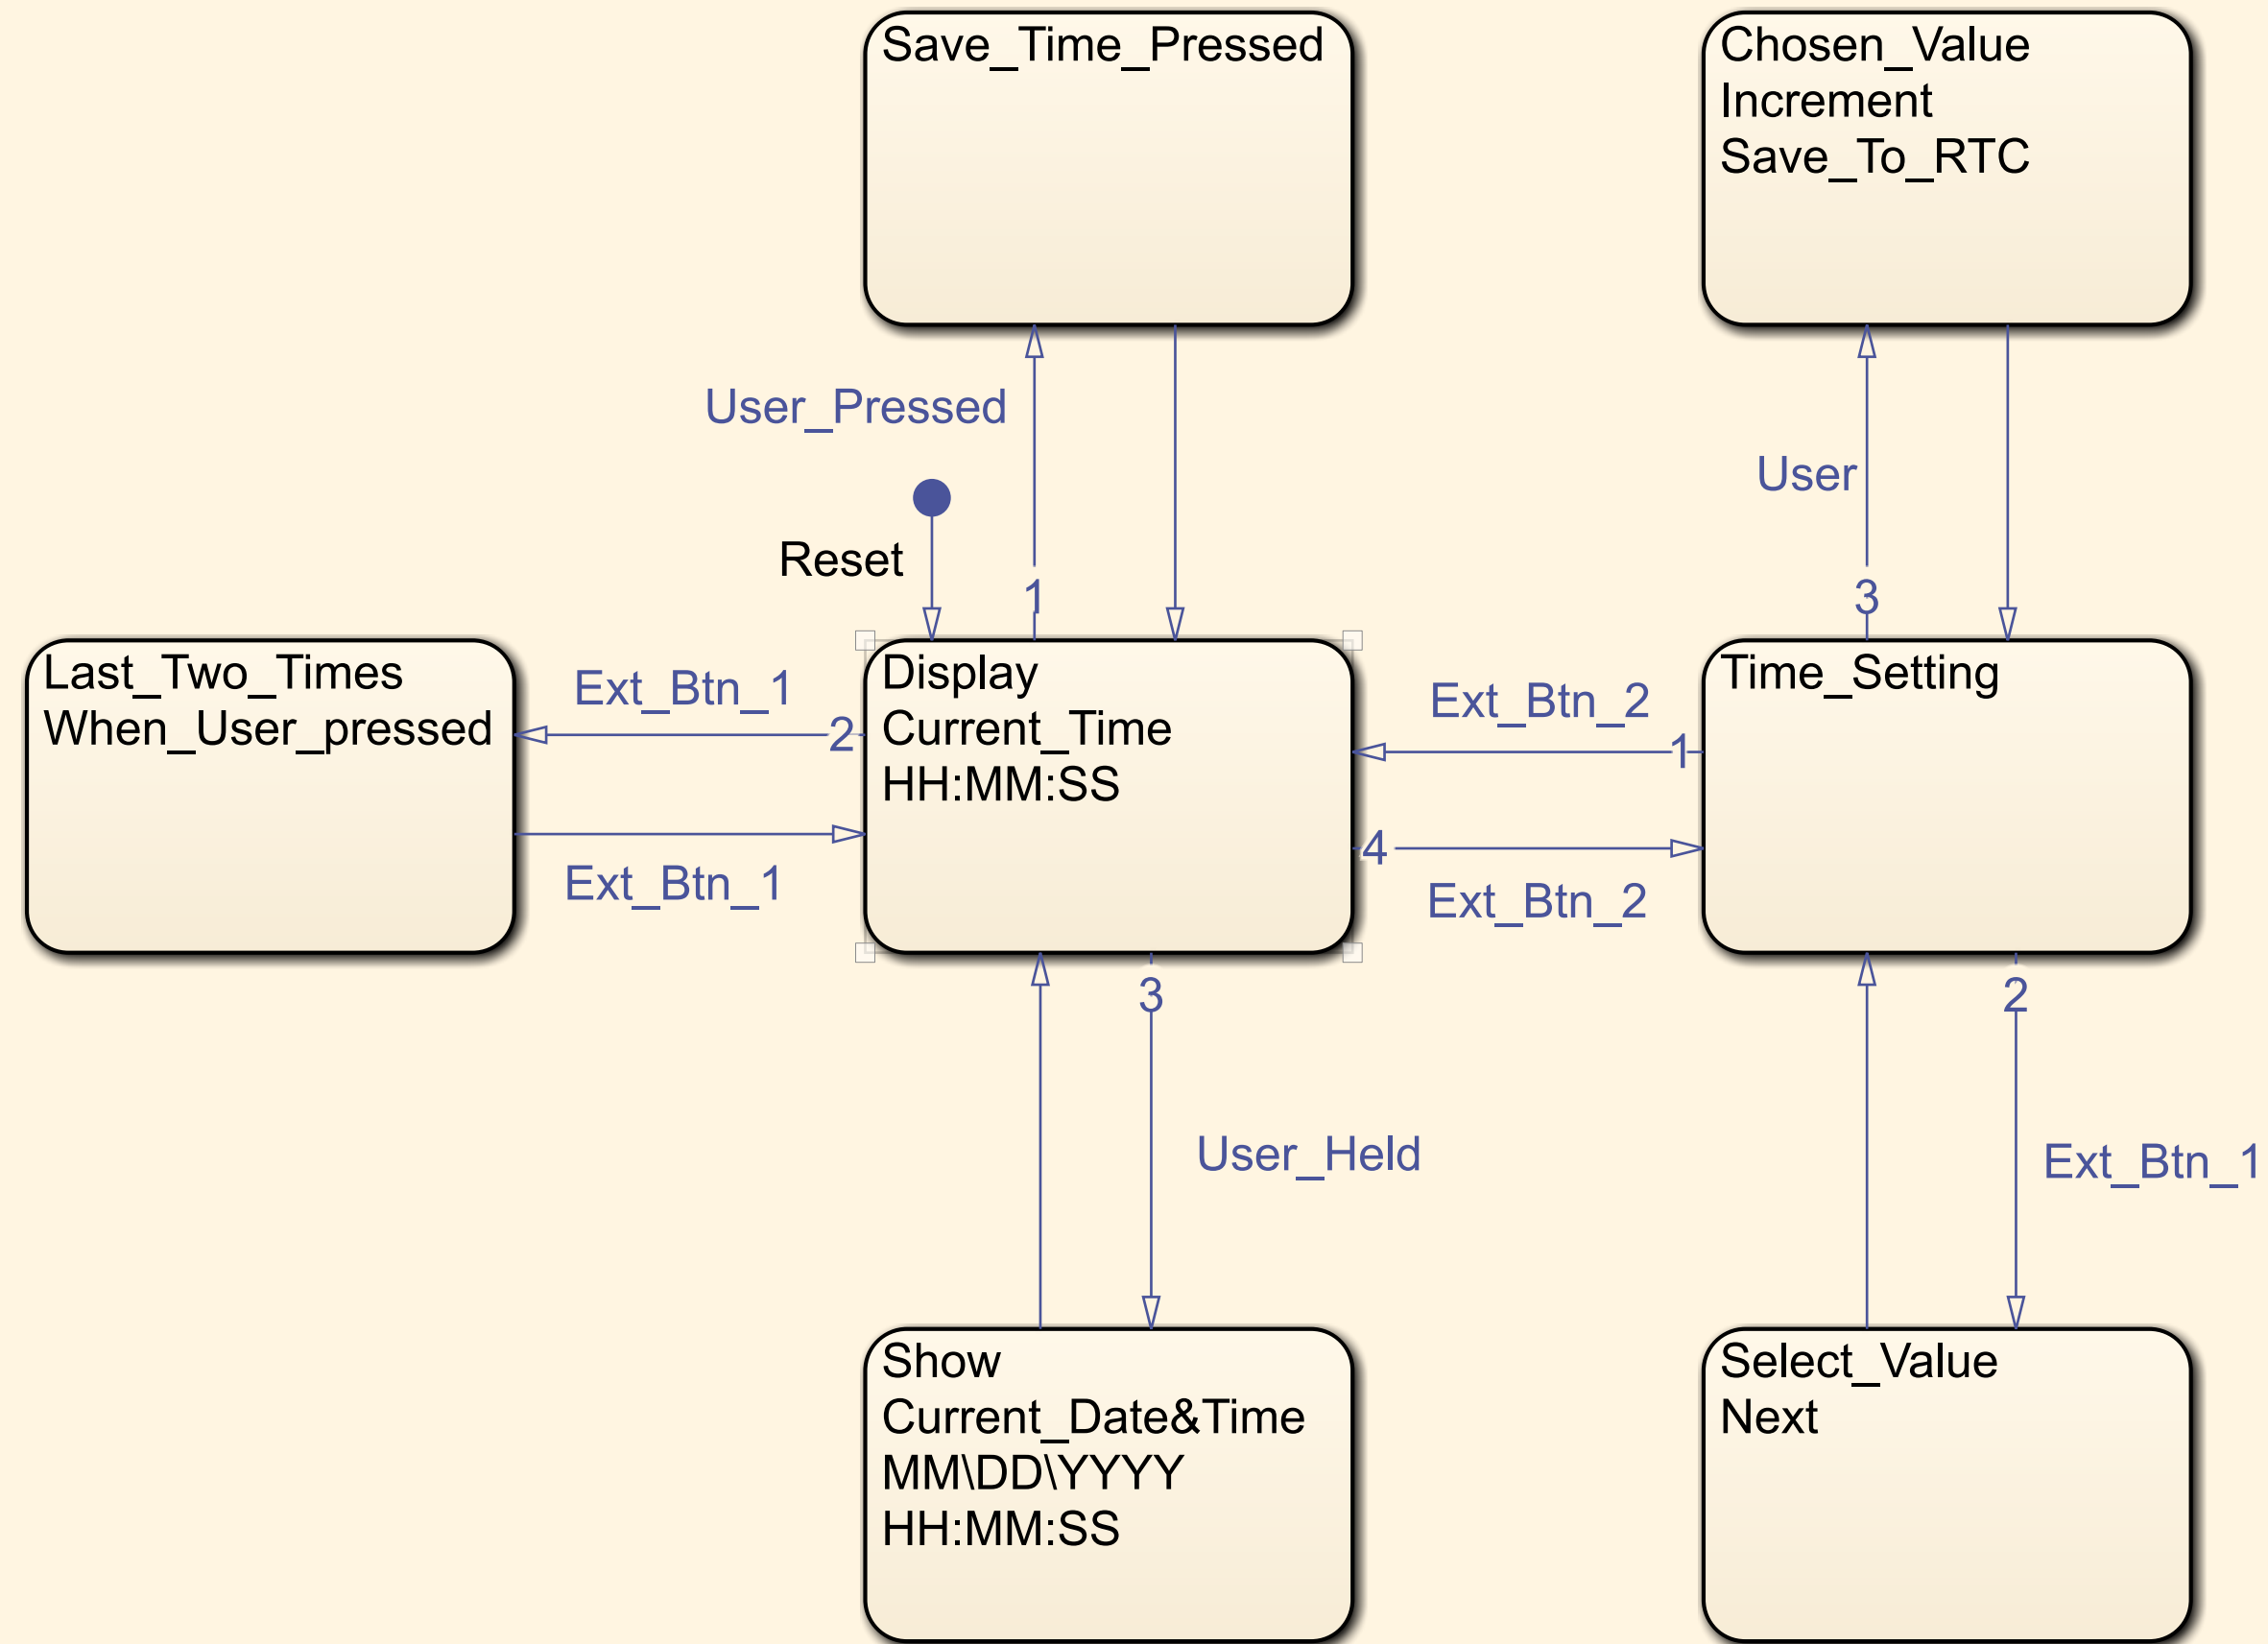 Save_Time_Pressed
Chosen_Value
Increment
Save_To_RTC
User_Pressed
User
Reset
1
3
Last_Two_Times
When_User_pressed
Ext_Btn_1
2
Ext_Btn_1
Display
Current_Time
HH:MM:SS
Ext_Btn_2
1
4
Ext_Btn_2
Time_Setting
3
2
User_Held
Ext_Btn_1
Show
Current_Date&Time
MM\DD\YYYY
HH:MM:SS
Select_Value
Next